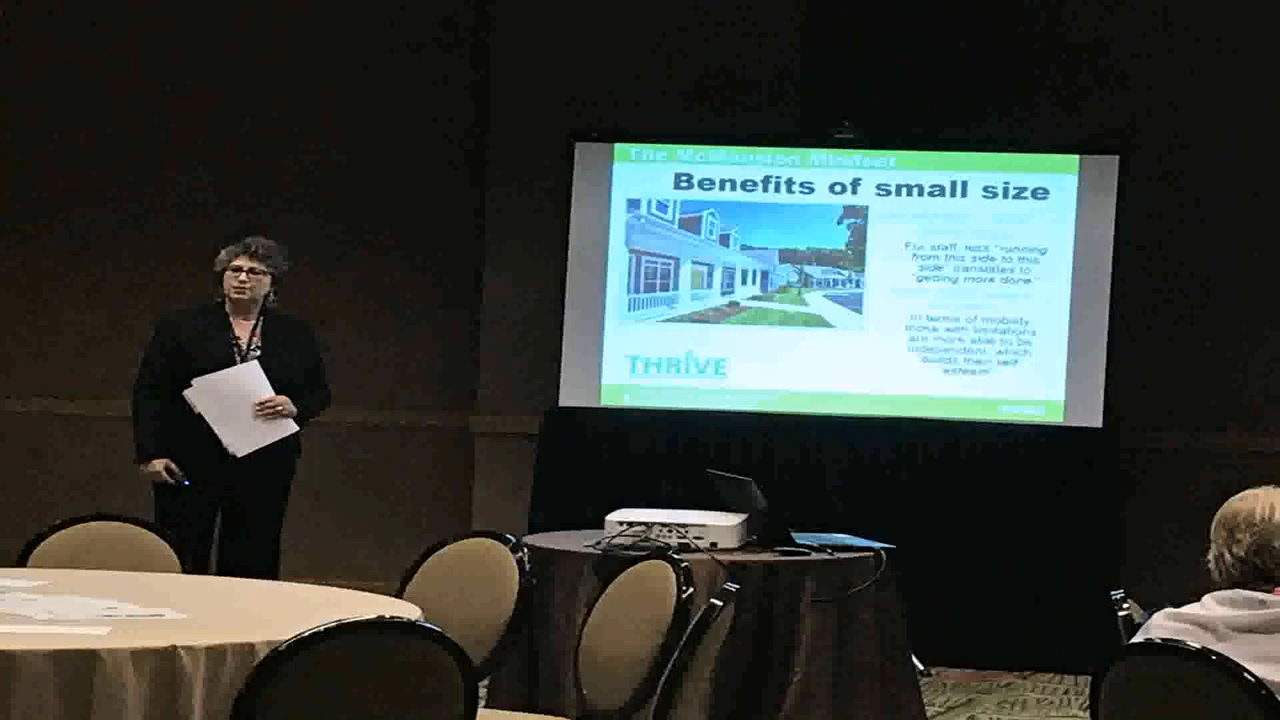 The McMansion Mindset
Benefits of small size
For staff, less "running
from this side to this
side" translates to
"getting more done"
In terms of mobility
those with limitations
are more able to be
independent, which
builds their self
esteem
THRIVE